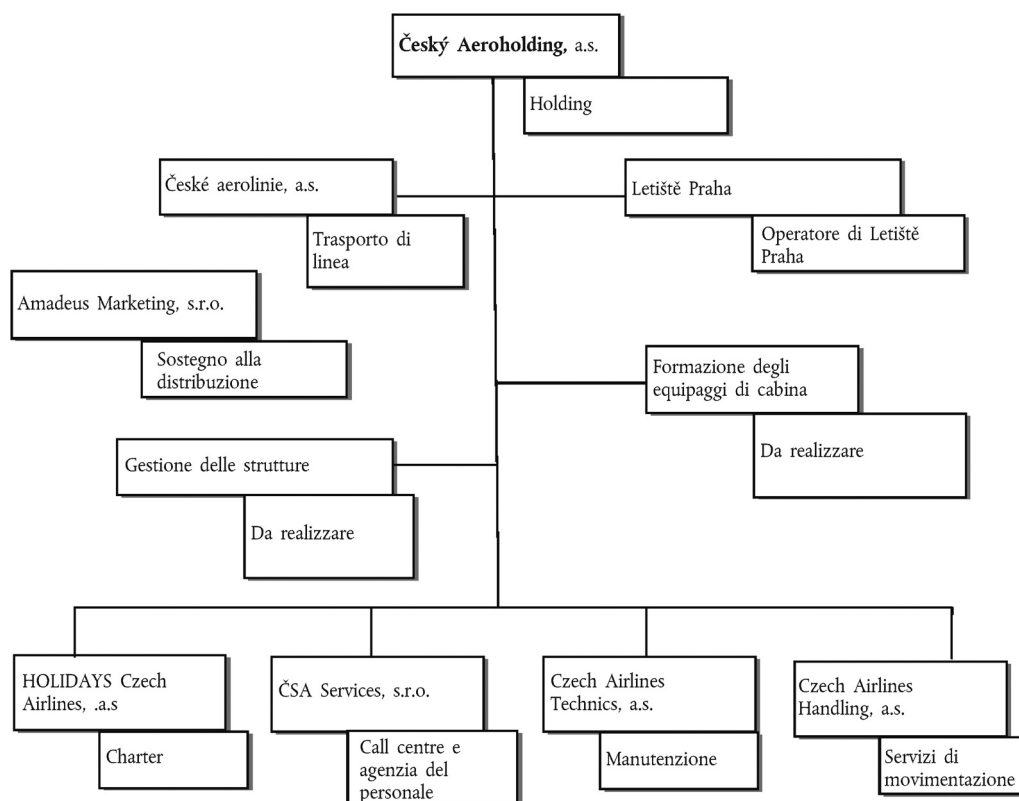 Český Aeroholding, a.s.
Holding
České aerolinie, a.s.
Trasporto di
linea
Letiště Praha
Operatore di Letiště
Praha
Amadeus Marketing, s.r.o.
Sostegno alla
distribuzione
Formazione degli
equipaggi di cabina
Da realizzare
Gestione delle strutture
Da realizzare
HOLIDAYS Czech
Airlines, .a.s
Charter
ČSA Services, s.r.o.
Call centre e
agenzia del
personale
Czech Airlines
Technics, a.s.
Manutenzione
Czech Airlines
Handling, a.s.
Servizi di
movimentazione